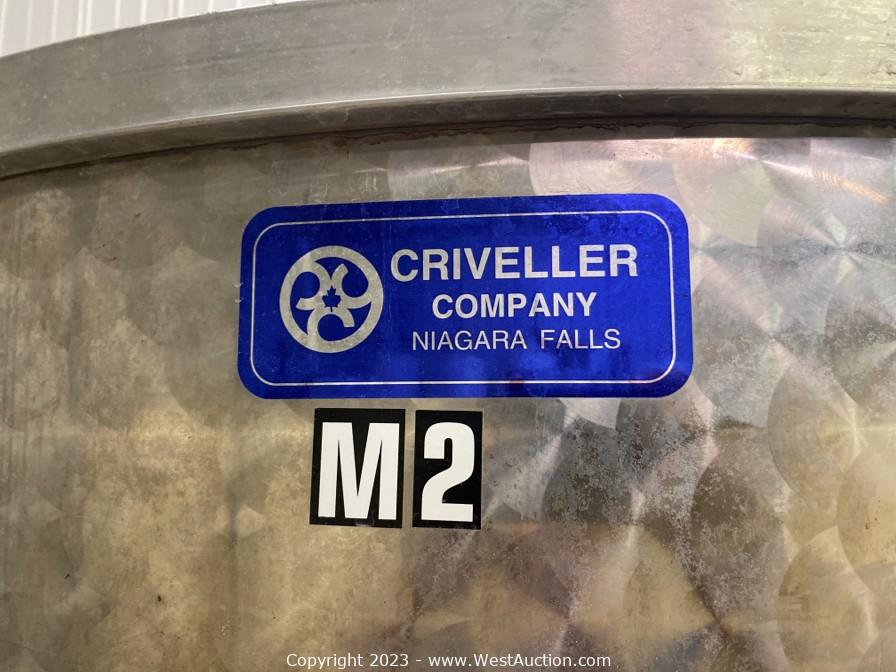 CRIVELLER
COMPANY
NIAGARA FALLS
M2
Copyright 2023 - www.WestAuction.com